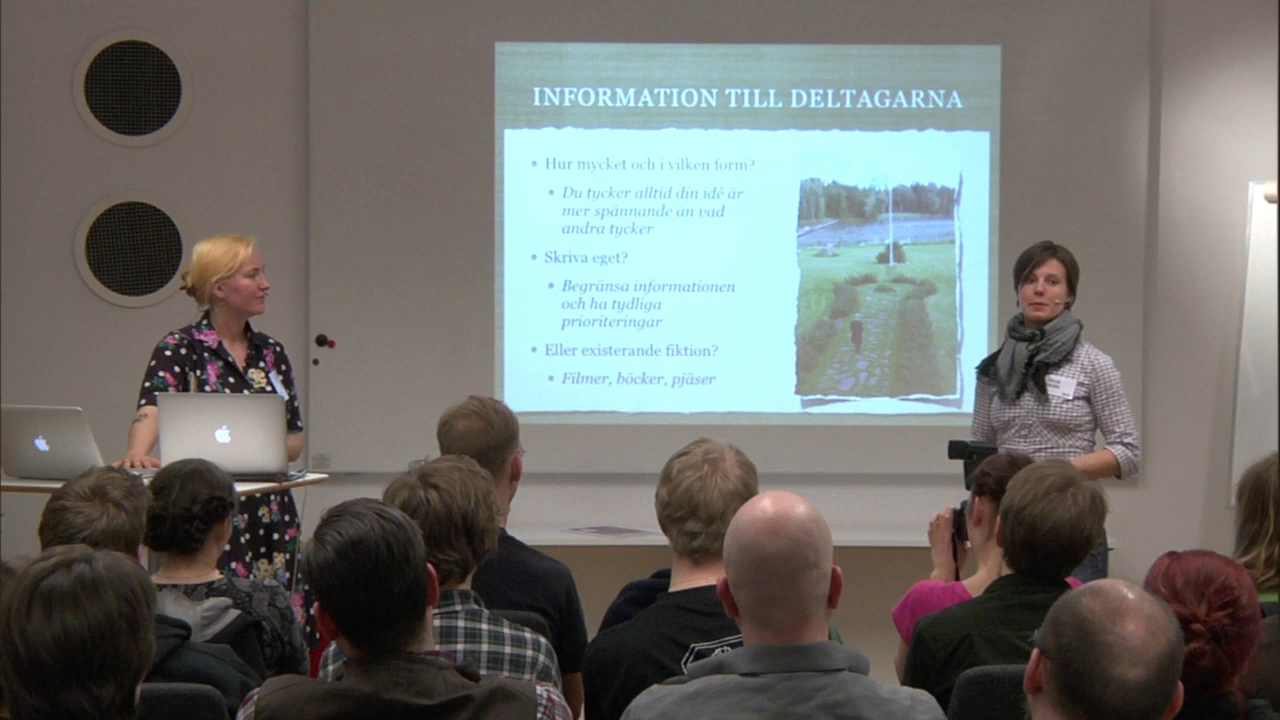 INFORMATION TILL DELTAGARNA
Hur mycket och i vilken form?
Du tycker alltid din idé är
mer spännande än vad
andra tycker
Skriva eget?
Begränsa informationen
och ha tydliga
prioriteringar
Eller existerande fiktion?
Filmer, böcker, pjäser